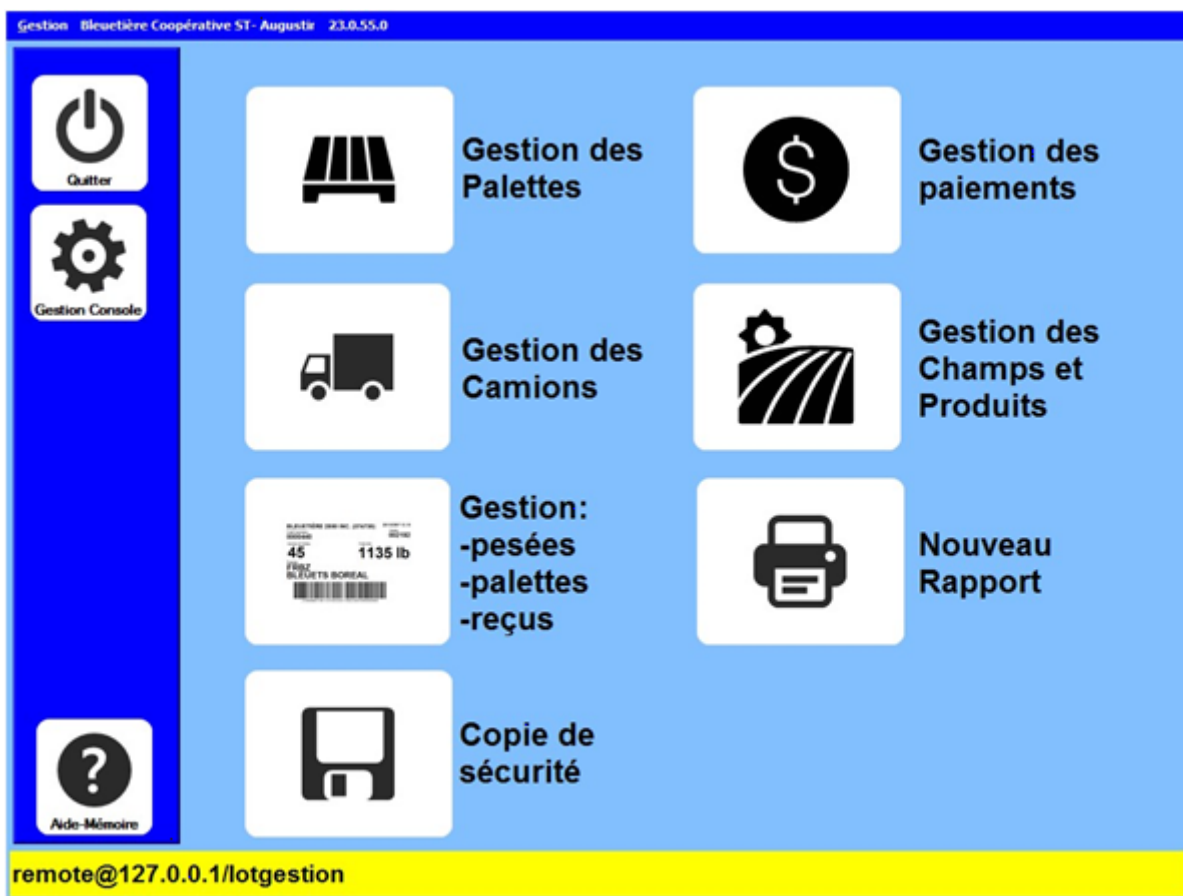 Gestion Bleuetière Coopérative ST- Augustir 23.0.55.0
Quitter
Gestion Console
Gestion des
Palettes
Gestion des
paiements
Gestion des
Camions
Gestion des
Champs et
Produits
45 1135 lb
BLEUETS BOREAL
Gestion:
-pesées
-palettes
-reçus
Nouveau
Rapport
Copie de
sécurité
Aide-Mémoire
remote@127.0.0.1/lotgestion